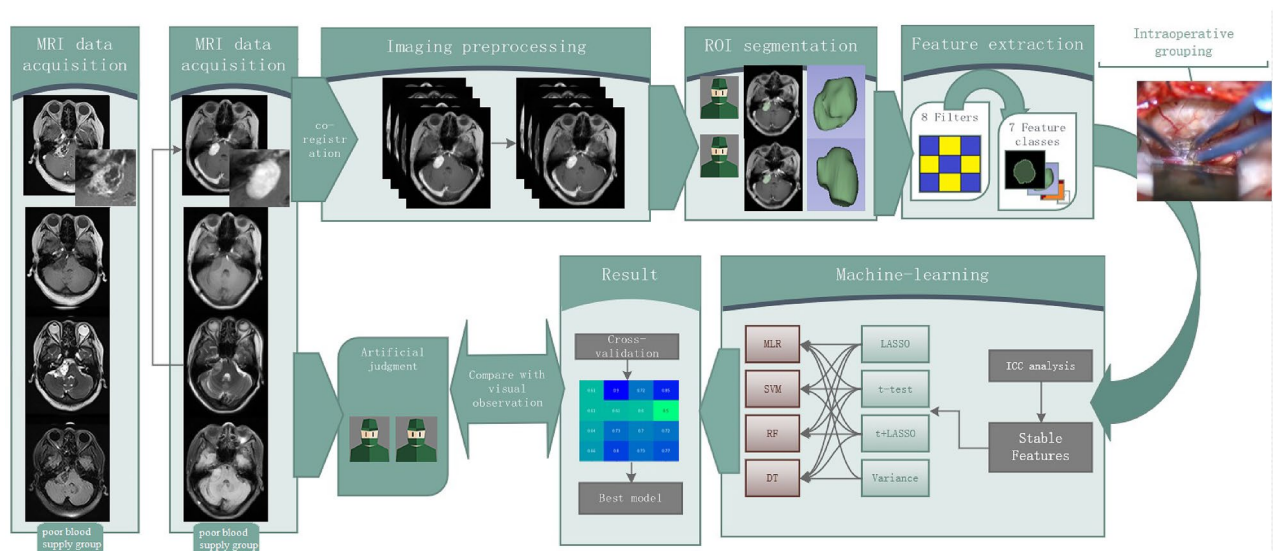 MRI data
acquisition
MRI data
acquisition
Imaging preprocessing
ROI segmentation
Feature extraction
Intraoperative
grouping
co-
registr
ation
8 Filters
7 Feature
classes
Result
Machine-learning
Artificial
judgment
Compare with
visual
observation
Cross-
validation
Best model
MLR
SVM
RF
DT
LASSO
t-test
t+LASSO
Variance
ICC analysis
Stable
Features
poor blood
supply group
poor blood
supply group